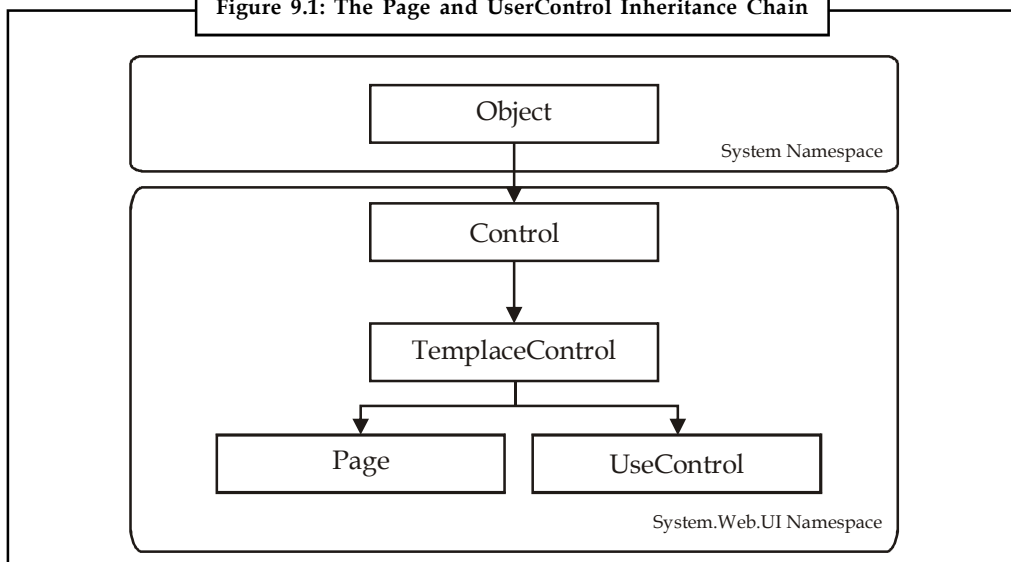 Figure 9.1: The Page and UserControl Inheritance Chain
Object
System Namespace
Control
TemplaceControl
Page
UseControl
System.Web.UI Namespace